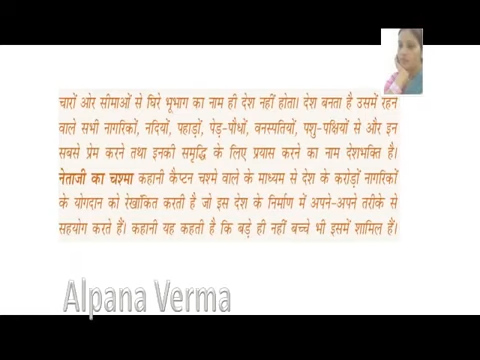 चारों ओर सीमाओं से घिरे भूभाग का नाम ही देश नहीं होता। देश बनता है उसमें रहने
वाले सभी नागरिकों, नदियों, पहाड़ों, पेड़-पौधों, वनस्पतियों, पशु-पक्षियों से और इन
सबसे प्रेम करने तथा इनकी समृद्धि के लिए प्रयास करने का नाम देशभक्ति है।
नेताजी का चश्मा कहानी कैप्टन चश्मे वाले के माध्यम से देश के करोड़ों नागरिकों
के योगदान को रेखांकित करती है जो इस देश के निर्माण में अपने-अपने तरीके से
सहयोग करते हैं। कहानी यह कहती है कि बड़े ही नहीं बच्चे भी इसमें शामिल हैं।
Alpana Verma